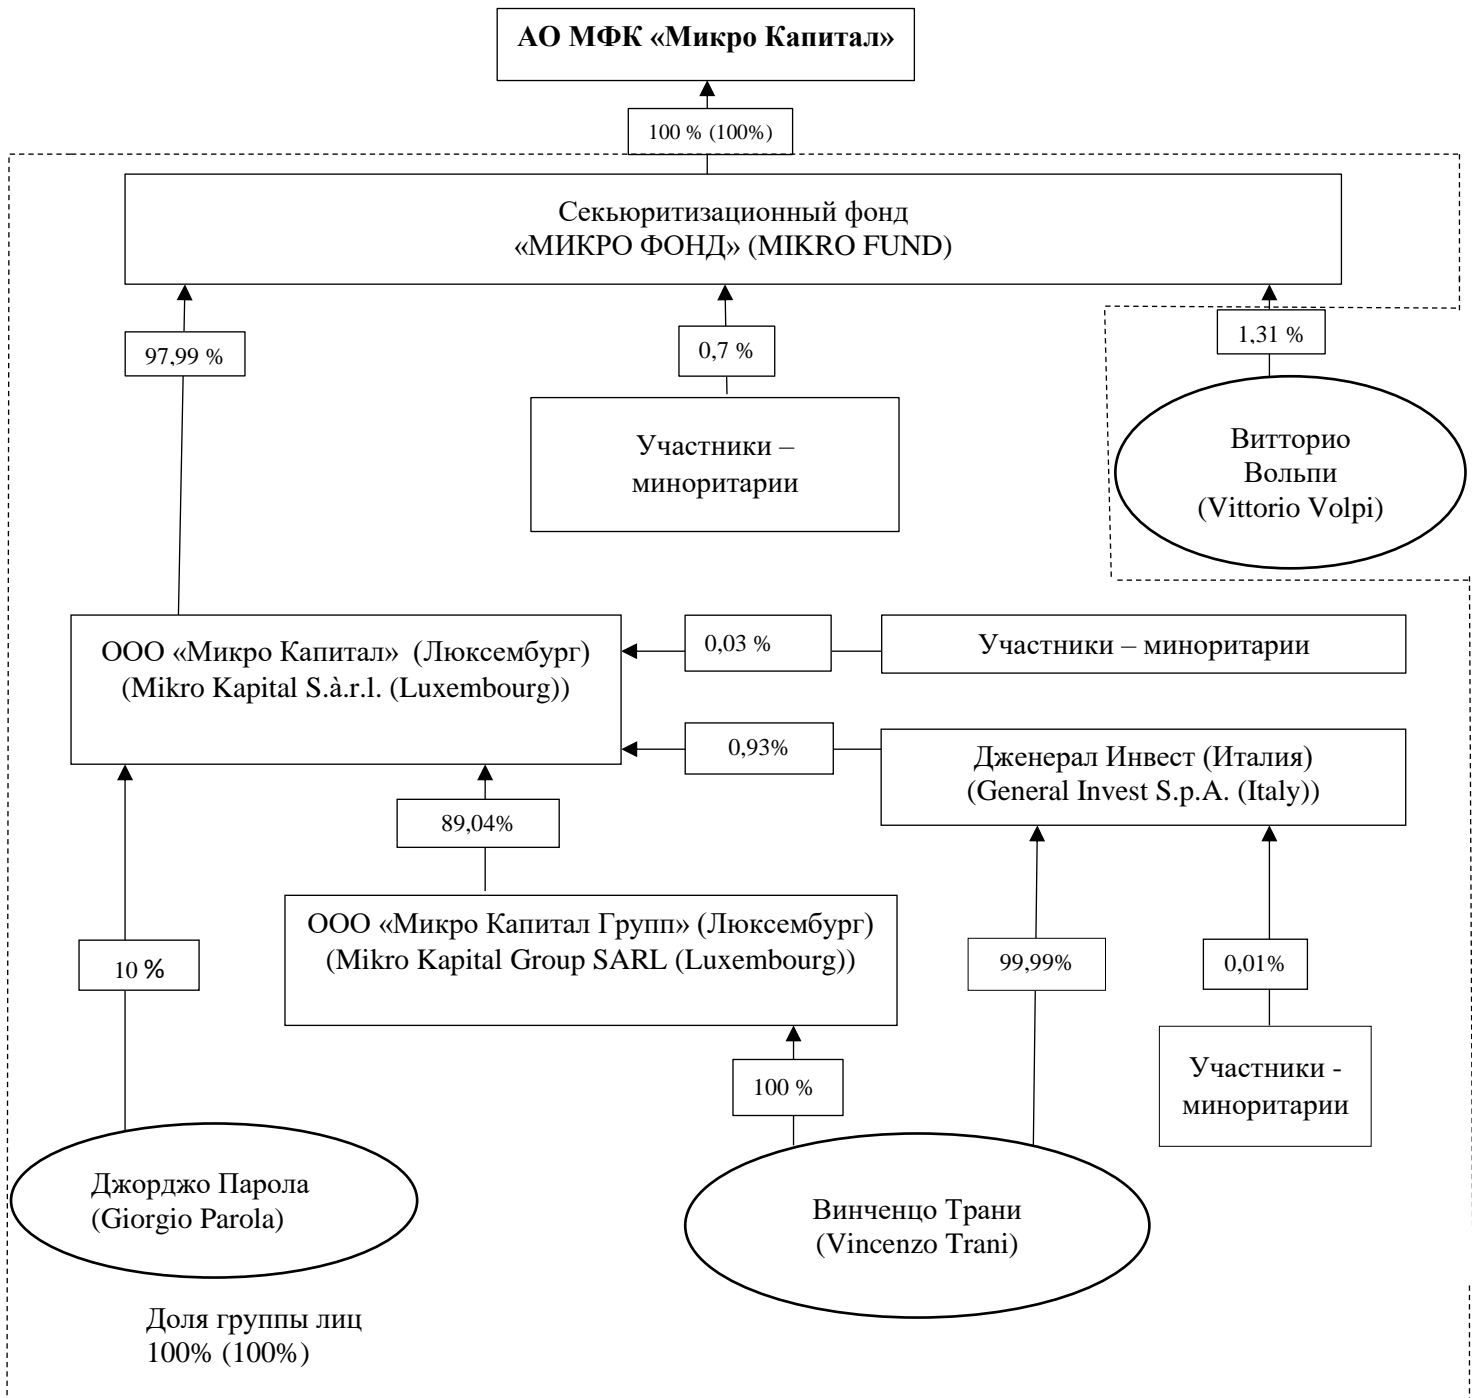 АО МФК «Микро Капитал»
100 % (100%)
Секьюритизационный фонд
«МИКРО ФОНД» (MIKRO FUND)
97,99 %
0,7 %
1,31 %
Участники –
миноритарии
Витторио
Вольпи
(Vittorio Volpi)
ООО «Микро Капитал» (Люксембург)
(Mikro Kapital S.à.r.l. (Luxembourg))
0,03 %
Участники – миноритарии
0,93%
Дженерал Инвест (Италия)
(General Invest S.p.A. (Italy))
89,04%
ООО «Микро Капитал Групп» (Люксембург)
(Mikro Kapital Group SARL (Luxembourg))
10 %
99,99%
0,01%
100 %
Участники -
миноритарии
Джорджо Парола
(Giorgio Parola)
Винченцо Трани
(Vincenzo Trani)
Доля группы лиц
100% (100%)